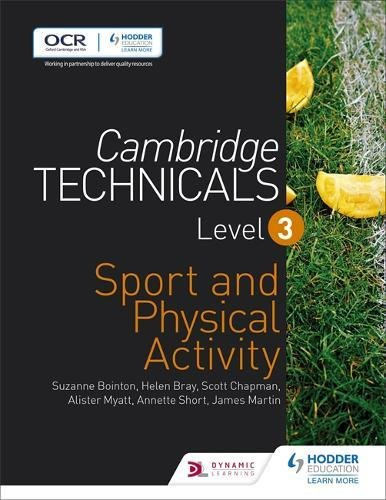 OCR
Oxford Cambridge and RSA
HODDER
EDUCATION
LEARN MORE
Working in partnership to deliver quality resources
Cambridge
TECHNICALS
Level 3
Sport and
Physical
Activity
Suzanne Bointon, Helen Bray, Scott Chapman,
Alister Myatt, Annette Short, James Martin
DL
DYNAMIC
LEARNING
HODDER
EDUCATION
LEARN MORE